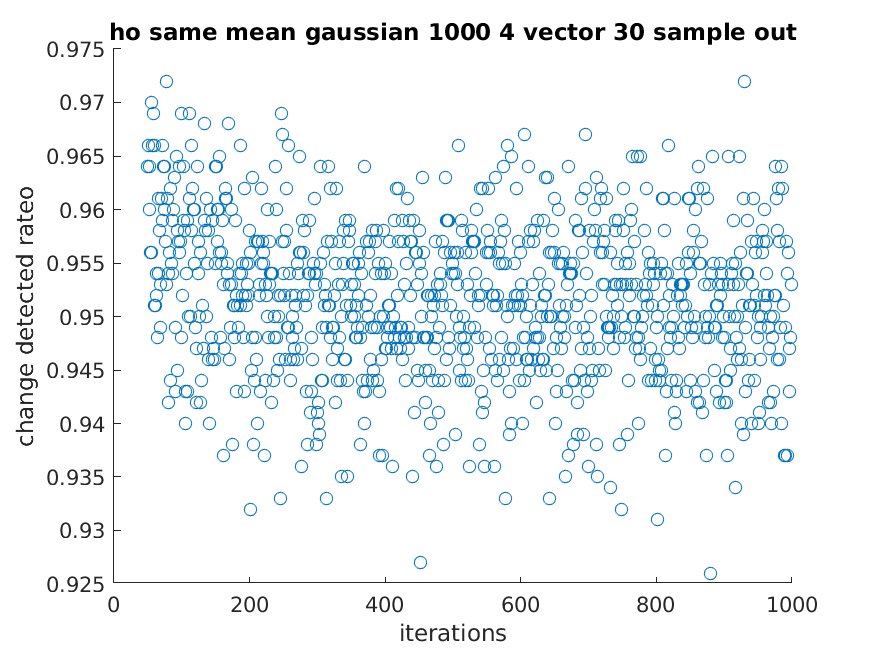 ho same mean gaussian 1000 4 vector 30 sample out
change detected rateo
0.975
0.97
0.965
0.96
0.955
0.95
0.945
0.94
0.935
0.93
0.925
0 200 400 600 800 1000
iterations